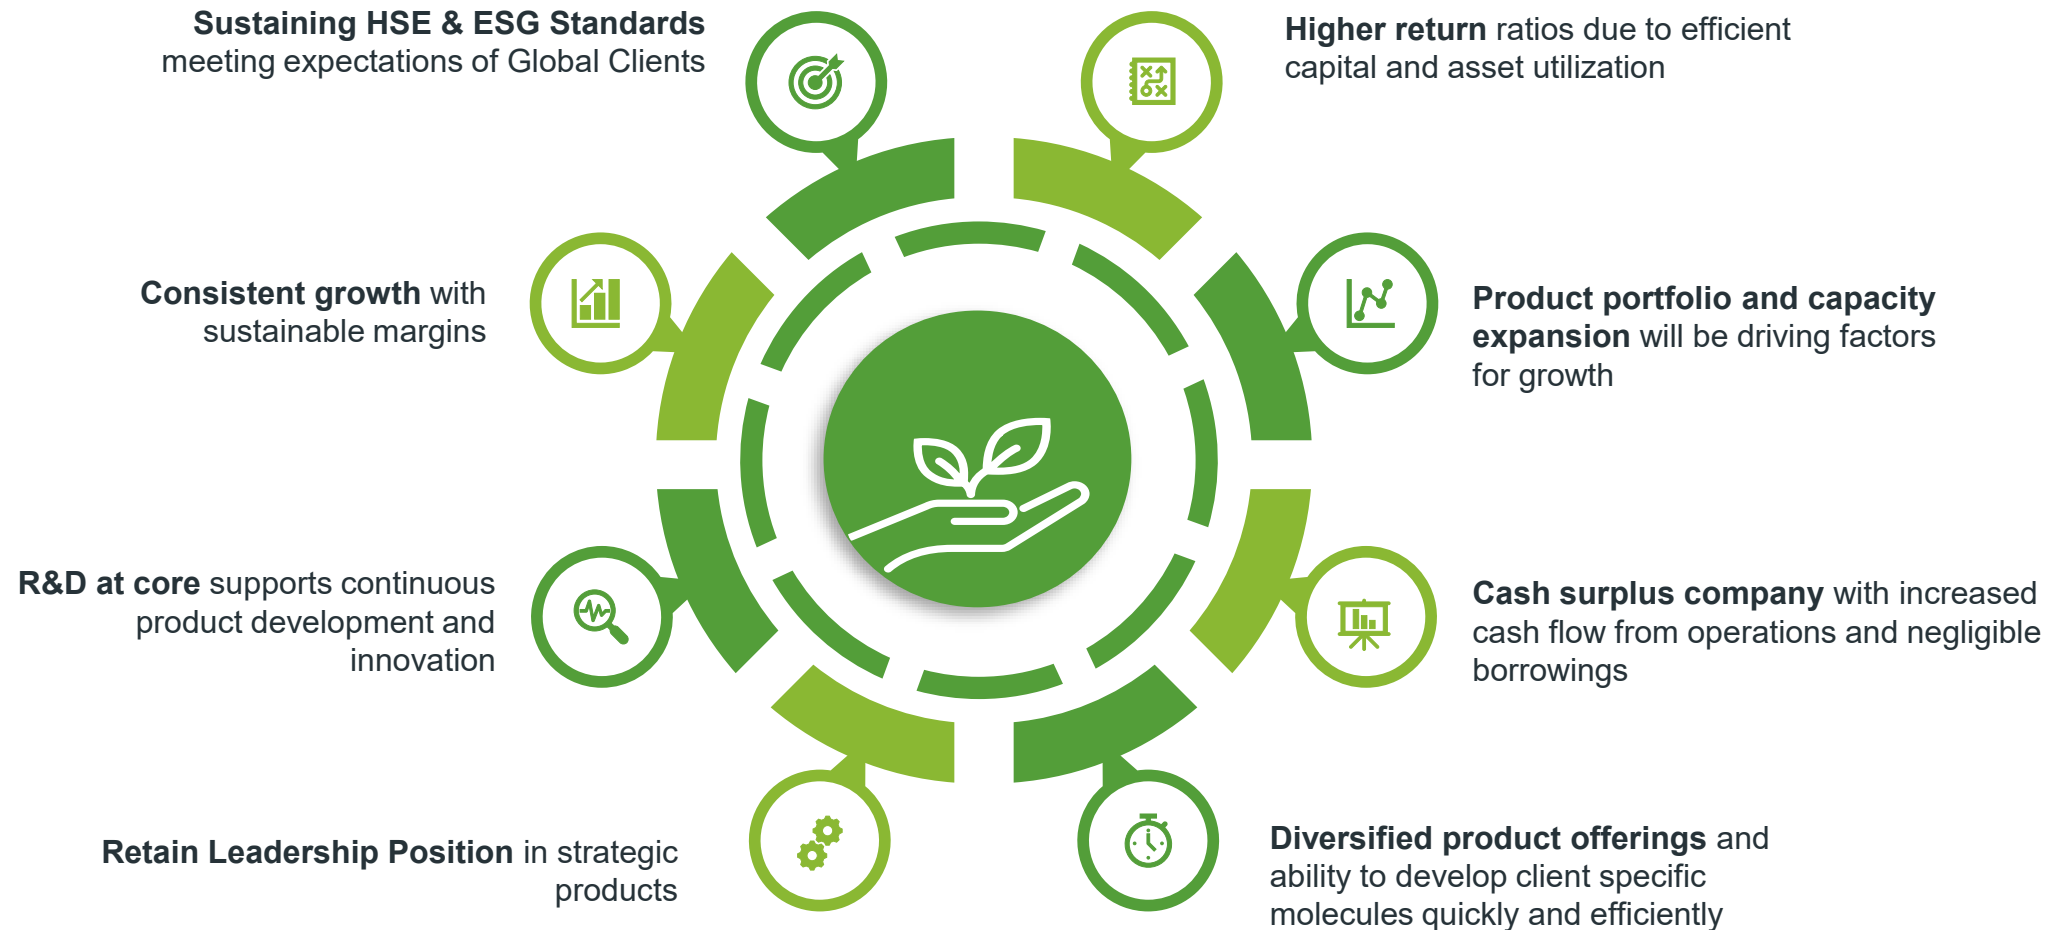 Sustaining HSE & ESG Standards
meeting expectations of Global Clients
Higher return ratios due to efficient
capital and asset utilization
Consistent growth with
sustainable margins
Product portfolio and capacity
expansion will be driving factors
for growth
R&D at core supports continuous
product development and
innovation
Cash surplus company with increased
cash flow from operations and negligible
borrowings
Retain Leadership Position in strategic
products
Diversified product offerings and
ability to develop client specific
molecules quickly and efficiently